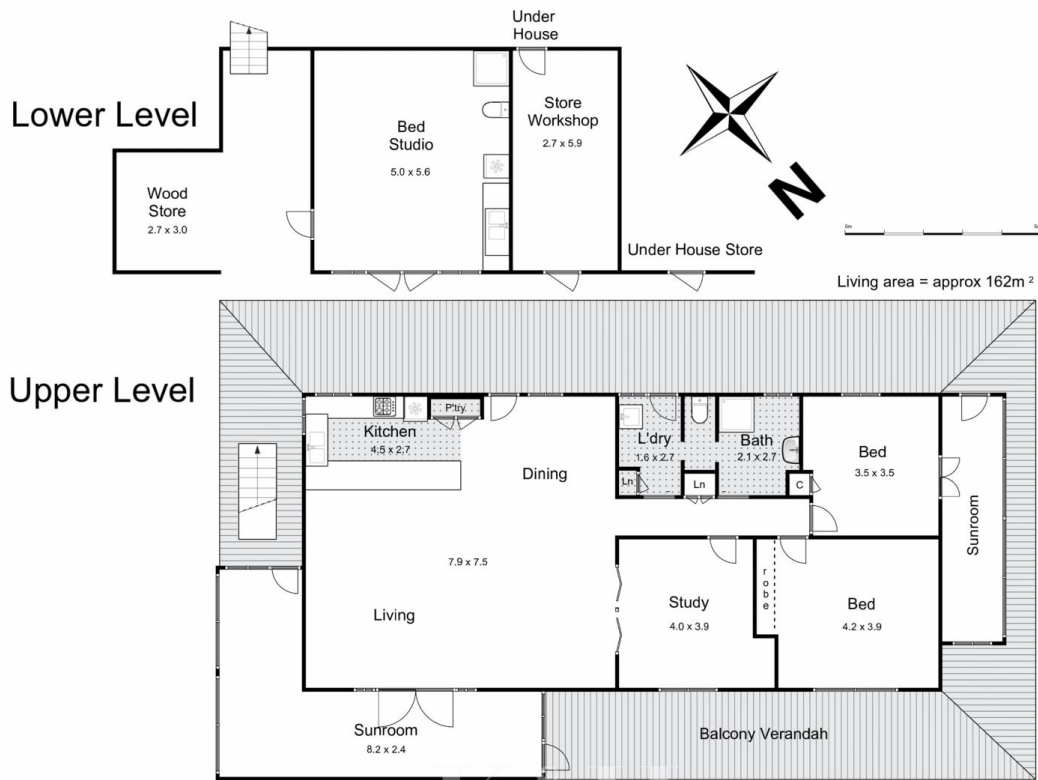 Under
House
Lower Level
Bed
Studio
5.0 x 5.6
Store
Workshop
2.7 x 5.9
Wood
Store
2.7 x 3.0
N
Under House Store
0m
Living area = approx 162m ²
Upper Level
P'try
Kitchen
4.5 x 2.7
Dining
L'dry
1.6 x 2.7
Ln
Ln
Bath
2.1 x 2.7
C
Bed
3.5 x 3.5
Sunroom
7.9 x 7.5
Living
Study
4.0 x 3.9
robe
Bed
4.2 x 3.9
Sunroom
8.2 x 2.4
Balcony Verandah